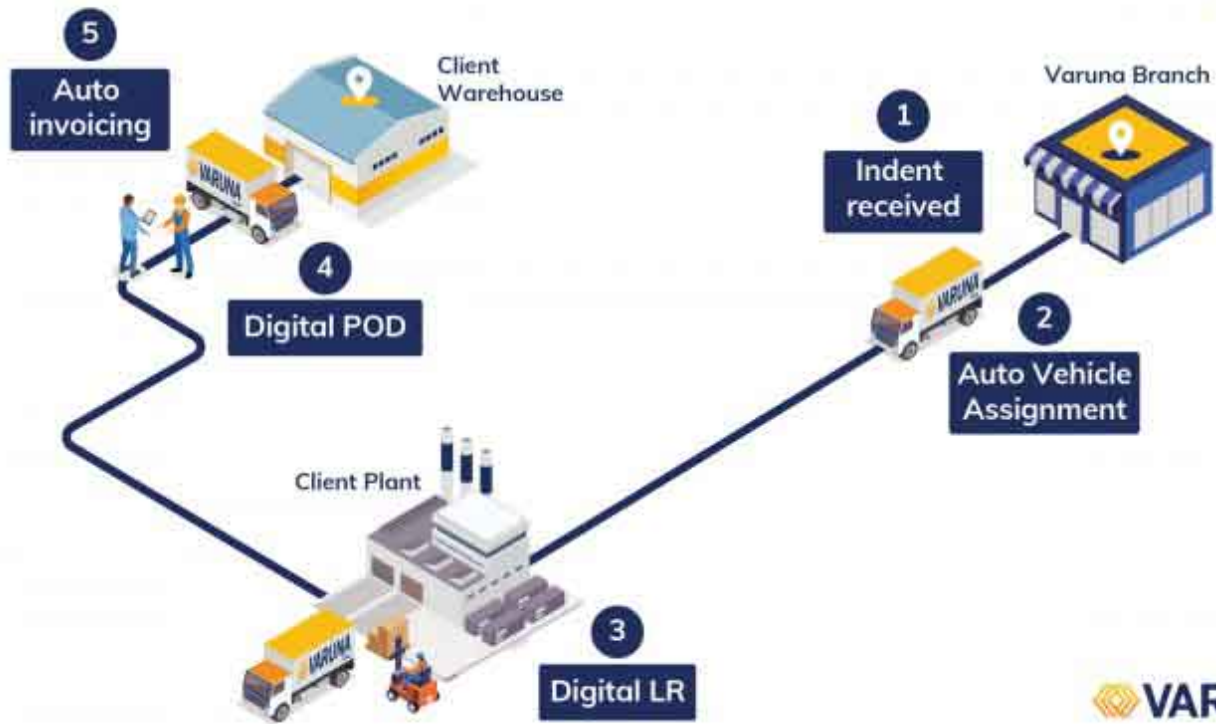 5
Auto
invoicing
Client
Warehouse
Varuna Branch
1
Indent
received
VARUNA
4
Digital POD
VARUNA
2
Auto Vehicle
Assignment
Client Plant
VARUNA
3
Digital LR
VAR